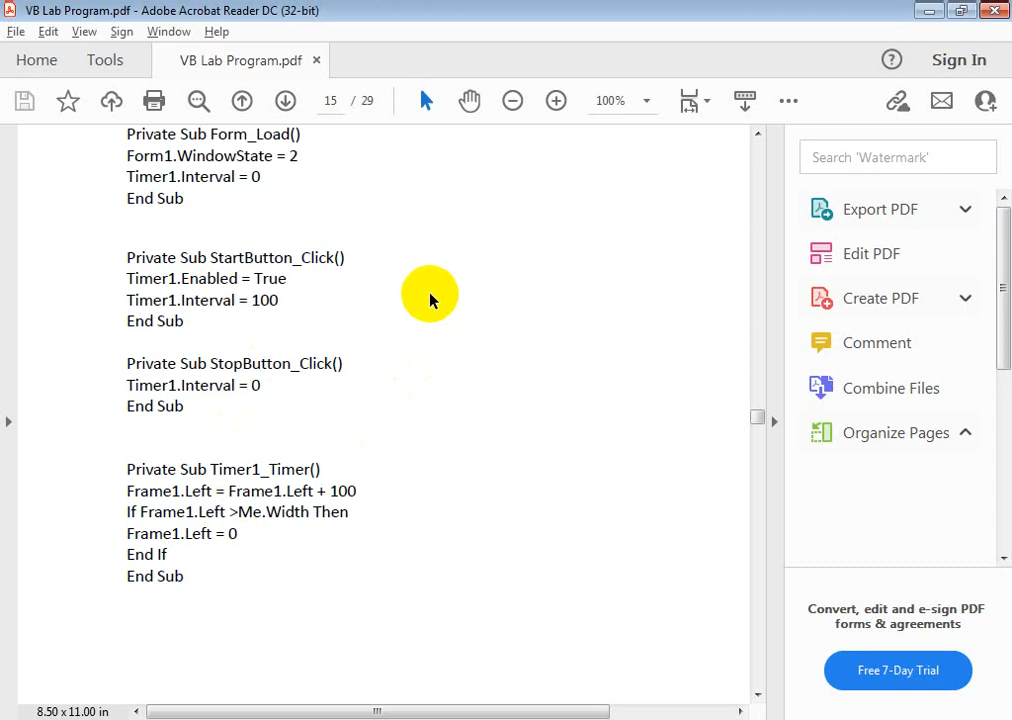 VB Lab Program.pdf - Adobe Acrobat Reader DC (32-bit)
File Edit View Sign Window Help
Home Tools VB Lab Program.pdf × ? Sign In
15 / 29 100%
Private Sub Form_Load()
Form1.WindowState = 2
Timer1.Interval = 0
End Sub
Private Sub StartButton_Click()
Timer1.Enabled = True
Timer1.Interval = 100
End Sub
Private Sub StopButton_Click()
Timer1.Interval = 0
End Sub
Private Sub Timer1_Timer()
Frame1.Left = Frame1.Left + 100
If Frame1.Left >Me.Width Then
Frame1.Left = 0
End If
End Sub
8.50 x 11.00 in
Search 'Watermark'
Export PDF
Edit PDF
Create PDF
Comment
Combine Files
Organize Pages
Convert, edit and e-sign PDF
forms & agreements
Free 7-Day Trial